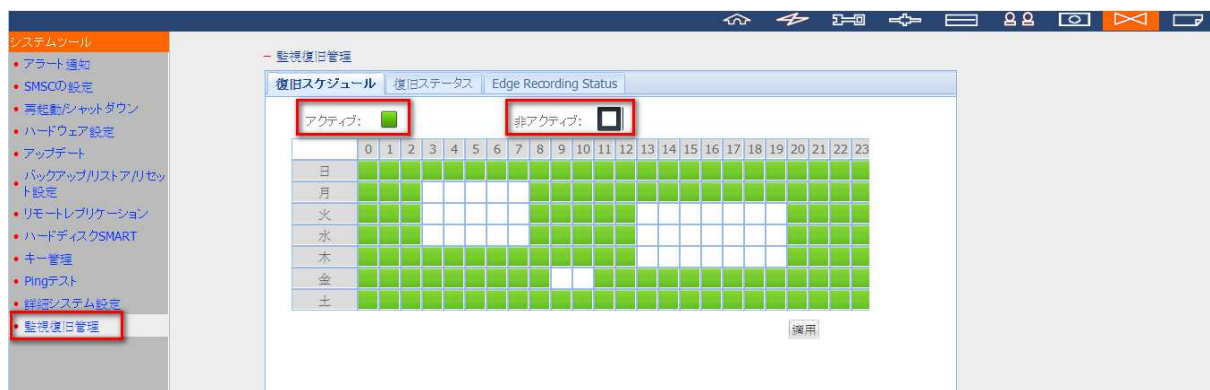 システムツール
アラート通知
SMSCの設定
再起動/シャットダウン
ハードウェア設定
アップデート
バックアップ/リストア/リセッ
ト設定
リモートレプリケーション
ハードディスクSMART
キー管理
Pingテスト
詳細システム設定
監視復旧管理
監視復旧管理
復旧スケジュール 復旧ステータス Edge Recording Status
アクティブ: 非アクティブ:
0 1 2 3 4 5 6 7 8 9 10 11 12 13 14 15 16 17 18 19 20 21 22 23
日
月
火
水
木
金
土
適用